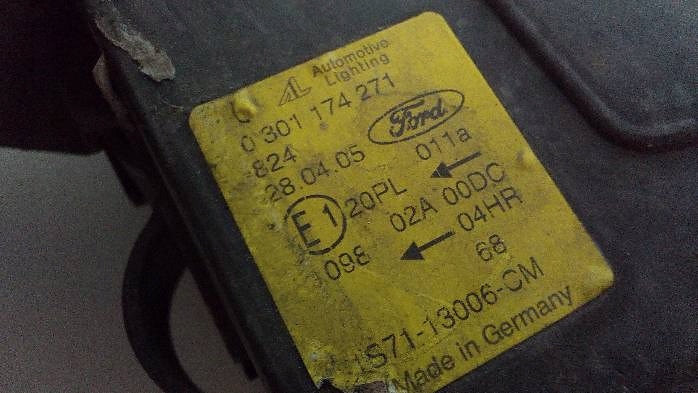 AL Automotive
Lighting
0 301 174 271
824
28.04.05 Ford
E1 20PL 011a
02A 00DC
098 04HR
68
1S71-13006-CM
Made in Germany